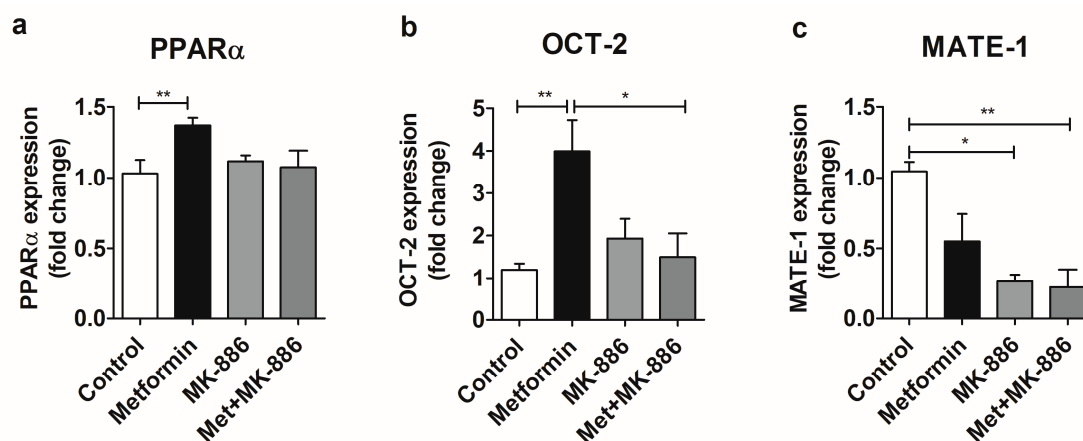 a
PPARα
PPARα expression
(fold change)
1.5
1.0
0.5
0.0
**
Control
Metformin
MK-886
Met+MK-886
b
OCT-2
OCT-2 expression
(fold change)
5
4
3
2
1
0
**
*
Control
Metformin
MK-886
Met+MK-886
c
MATE-1
MATE-1 expression
(fold change)
1.5
1.0
0.5
0.0
**
*
Control
Metformin
MK-886
Met+MK-886